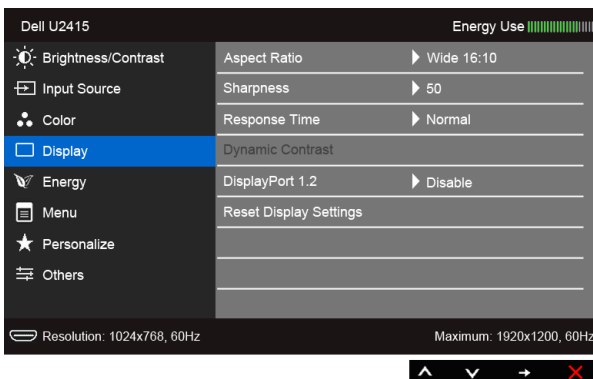 Dell U2415 Energy Use
Brightness/Contrast Aspect Ratio Wide 16:10
Input Source Sharpness 50
Color Response Time Normal
Display Dynamic Contrast
Energy DisplayPort 1.2 Disable
Menu Reset Display Settings
Personalize
Others
Resolution: 1024x768, 60Hz Maximum: 1920x1200, 60Hz